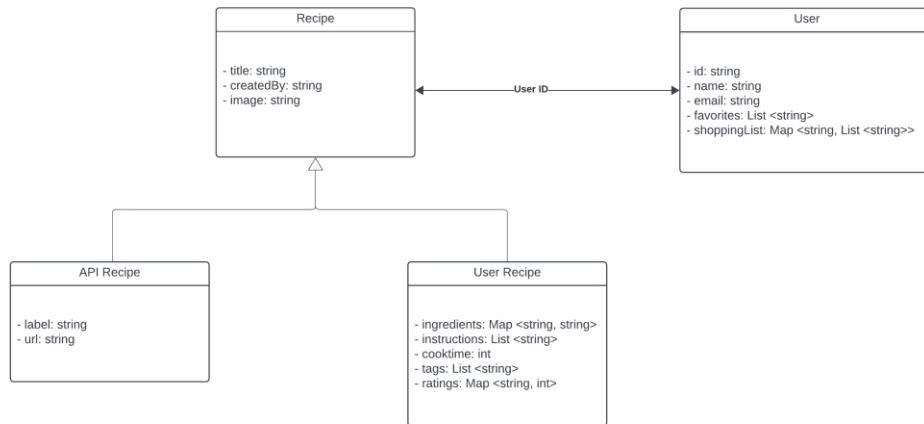 Recipe
- title: string
- createdBy: string
- image: string
User ID
User
- id: string
- name: string
- email: string
- favorites: List <string>
- shoppingList: Map <string, List <string>>
API Recipe
- label: string
- url: string
User Recipe
- ingredients: Map <string, string>
- instructions: List <string>
- cooktime: int
- tags: List <string>
- ratings: Map <string, int>